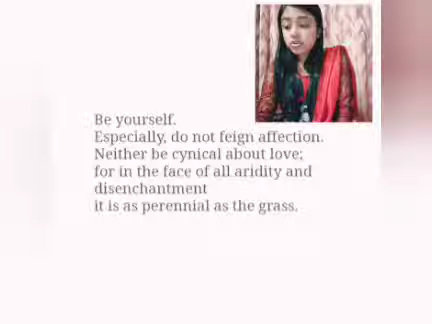 Be yourself.
Especially, do not feign affection.
Neither be cynical about love;
for in the face of all aridity and
disenchantment
it is as perennial as the grass.